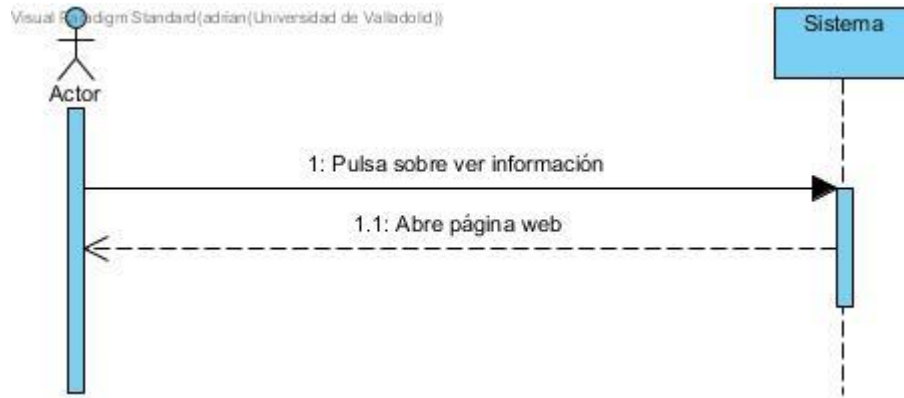 Visual Paradigm Standard(adrian(Universidad de Valladolid))
Sistema
Actor
1: Pulsa sobre ver información
1.1: Abre página web